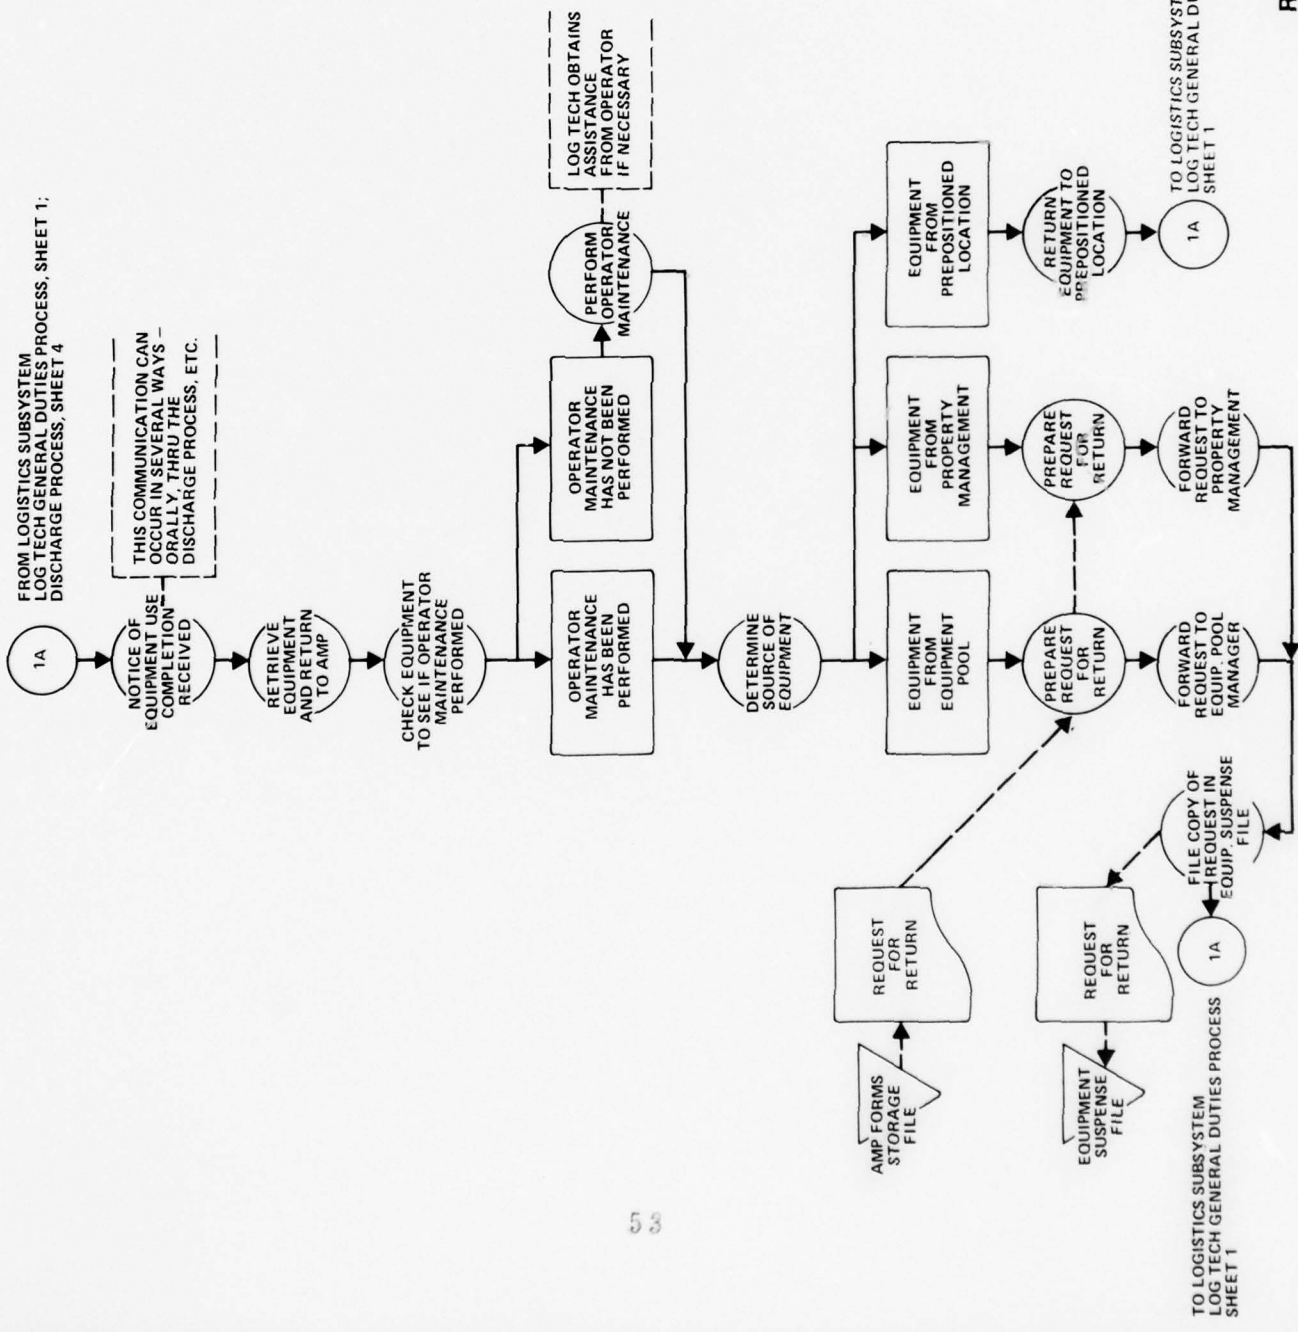 FROM LOGISTICS SUBSYSTEM
LOG TECH GENERAL DUTIES PROCESS, SHEET 1;
DISCHARGE PROCESS, SHEET 4
1A
NOTICE OF
EQUIPMENT USE
COMPLETION
RECEIVED
THIS COMMUNICATION CAN
OCCUR IN SEVERAL WAYS –
ORALLY, THRU THE
DISCHARGE PROCESS, ETC.
RETRIEVE
EQUIPMENT
AND RETURN
TO AMP
CHECK EQUIPMENT
TO SEE IF OPERATOR
MAINTENANCE
PERFORMED
OPERATOR
MAINTENANCE
HAS BEEN
PERFORMED
OPERATOR
MAINTENANCE
HAS NOT BEEN
PERFORMED
PERFORM
OPERATOR
MAINTENANCE
LOG TECH OBTAINS
ASSISTANCE
FROM OPERATOR
IF NECESSARY
DETERMINE
SOURCE OF
EQUIPMENT
EQUIPMENT
FROM
EQUIPMENT
POOL
EQUIPMENT
FROM
PROPERTY
MANAGEMENT
EQUIPMENT
FROM
PREPOSITIONED
LOCATION
PREPARE
REQUEST
FOR
RETURN
PREPARE
REQUEST
FOR
RETURN
RETURN
EQUIPMENT TO
PREPOSITIONED
LOCATION
FORWARD
REQUEST TO
EQUIP. POOL
MANAGER
FORWARD
REQUEST TO
PROPERTY
MANAGEMENT
1A
TO LOGISTICS
LOG TECH GENERAL
SHEET 1
AMP FORMS
STORAGE
FILE
REQUEST
FOR
RETURN
EQUIPMENT
SUSPENSE
FILE
REQUEST
FOR
RETURN
FILE COPY OF
REQUEST IN
EQUIP. SUSPENSE
FILE
1A
TO LOGISTICS SUBSYSTEM
LOG TECH GENERAL DUTIES PROCESS
SHEET 1
53